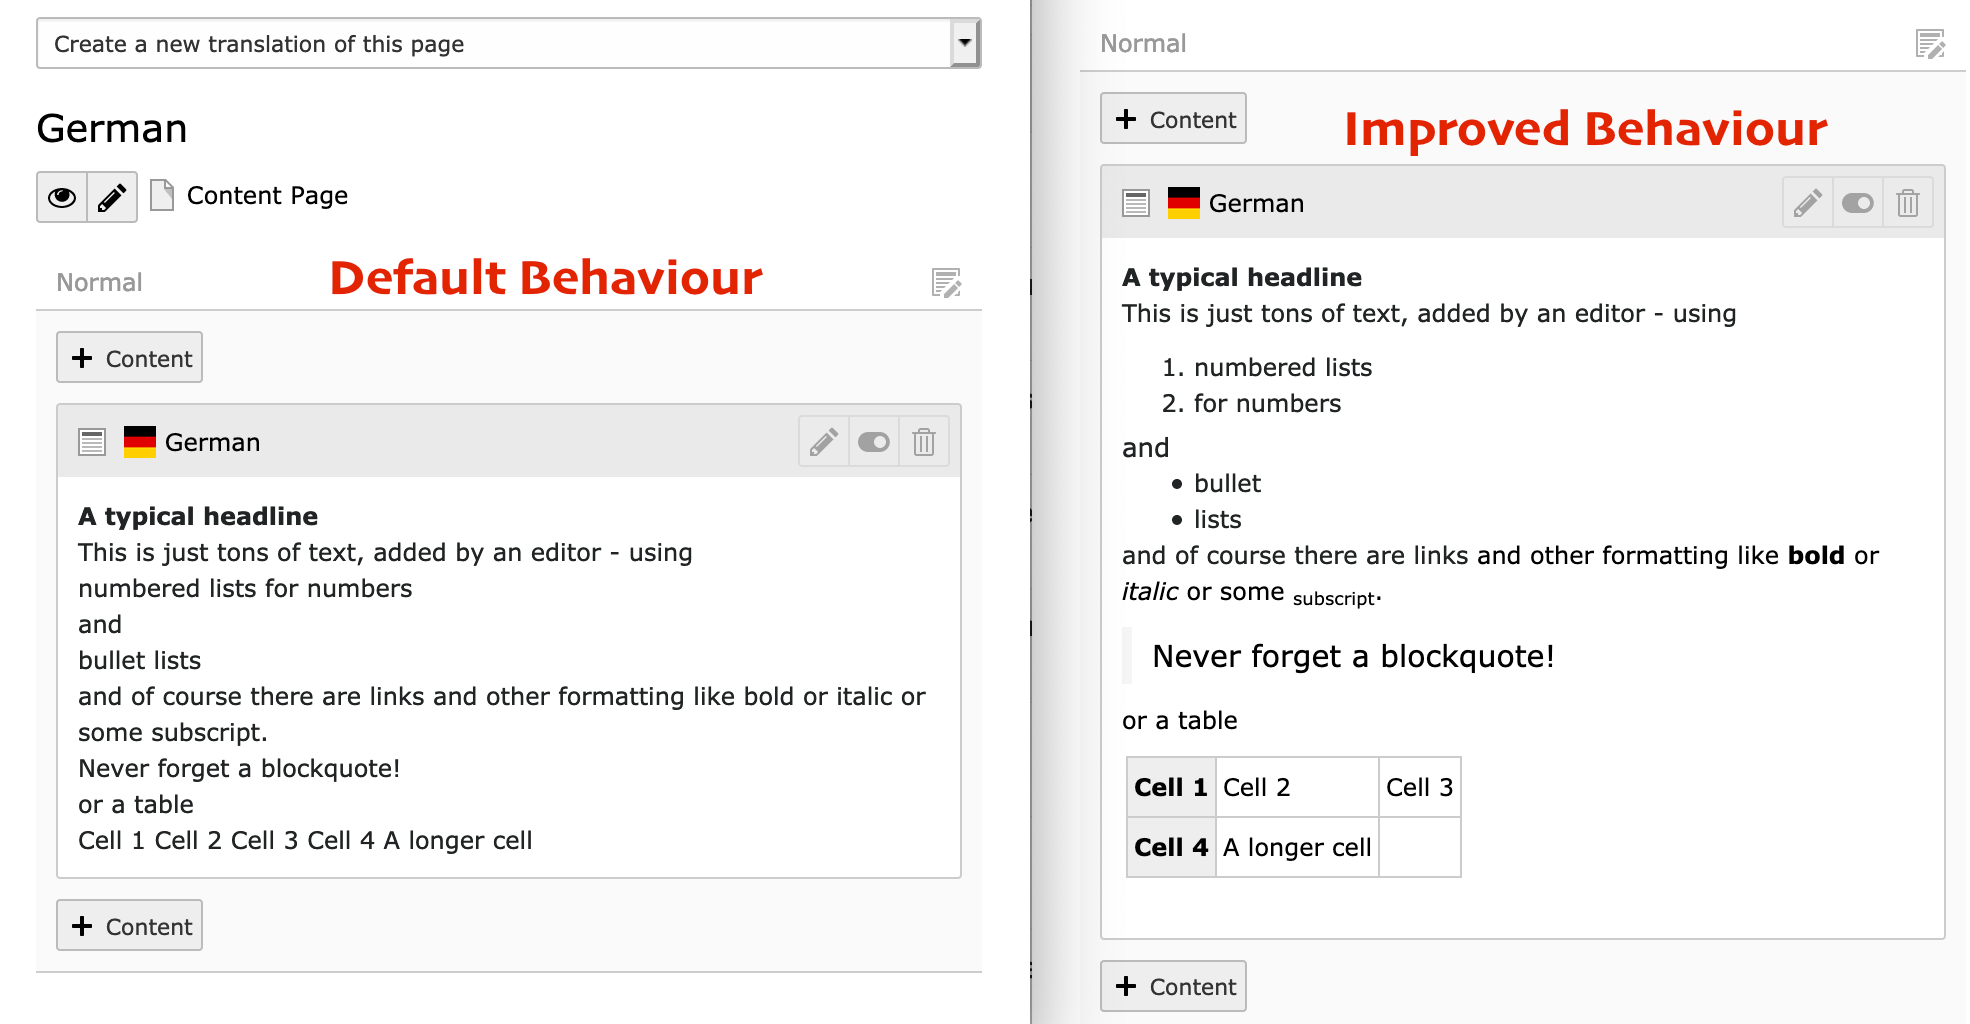 Create a new translation of this page
German
Content Page
Default Behaviour
Normal
+ Content
German
A typical headline
This is just tons of text, added by an editor - using
numbered lists for numbers
and
bullet lists
and of course there are links and other formatting like bold or italic or
some subscript.
Never forget a blockquote!
or a table
Cell 1 Cell 2 Cell 3 Cell 4 A longer cell
+ Content
Normal
+ Content
Improved Behaviour
German
A typical headline
This is just tons of text, added by an editor - using
1. numbered lists
2. for numbers
and
• bullet
• lists
and of course there are links and other formatting like bold or
italic or some subscript.
Never forget a blockquote!
or a table
Cell 1 Cell 2 Cell 3
Cell 4 A longer cell
+ Content